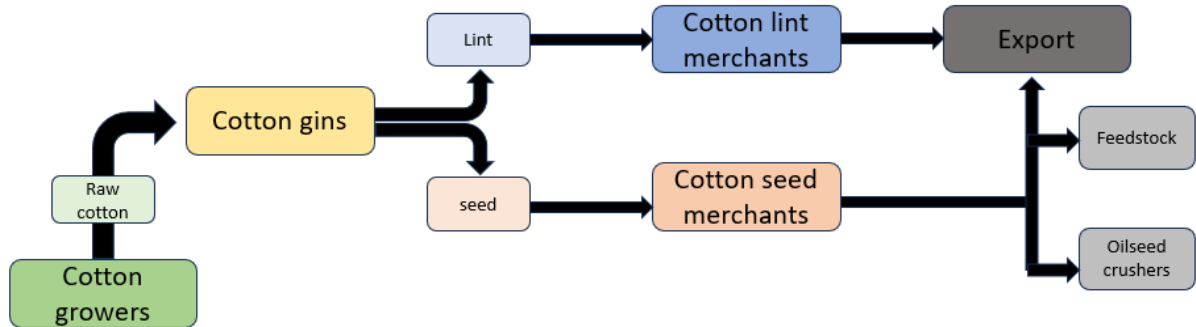 Cotton growers
Raw
cotton
Cotton gins
Lint
Cotton lint
merchants
Export
seed
Cotton seed
merchants
Feedstock
Oilseed
crushers